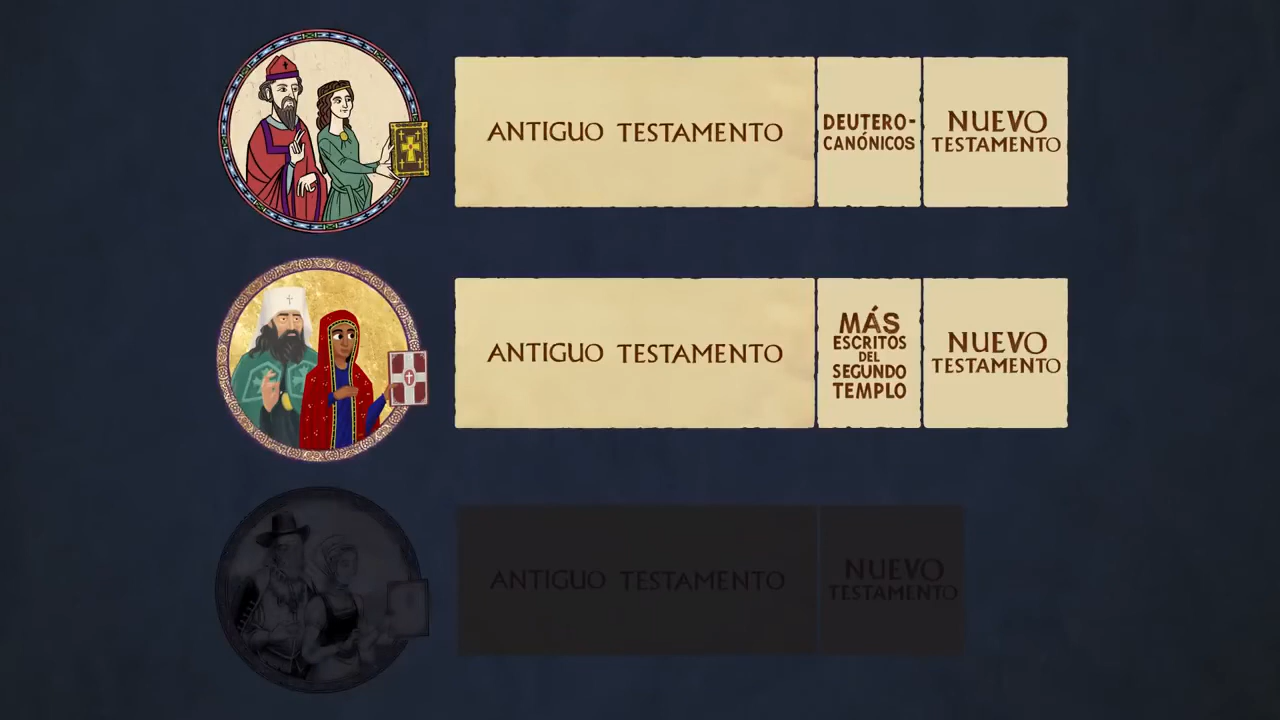 ANTIGUO TESTAMENTO
DEUTERO-
CANÓNICOS
NUEVO
TESTAMENTO
ANTIGUO TESTAMENTO
MÁS
ESCRITOS
DEL
SEGUNDO
TEMPLO
NUEVO
TESTAMENTO
ANTIGUO TESTAMENTO
NUEVO
TESTAMENTO